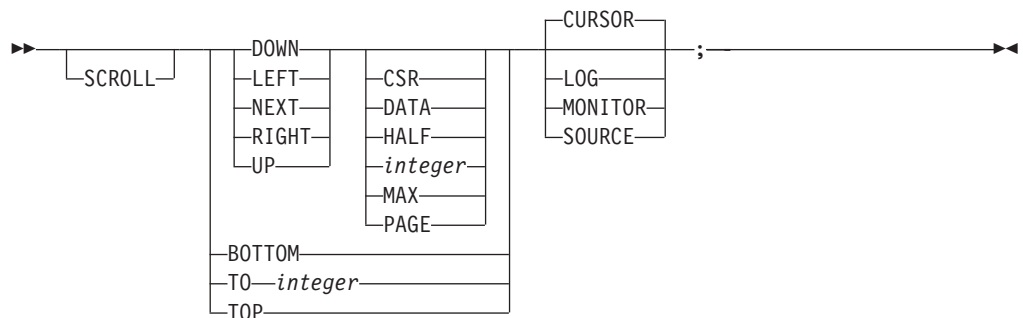 CURSOR
DOWN ;
SCROLL LEFT CSR LOG
NEXT DATA MONITOR
RIGHT HALF SOURCE
UP integer
MAX
PAGE
BOTTOM
TO integer
TOP